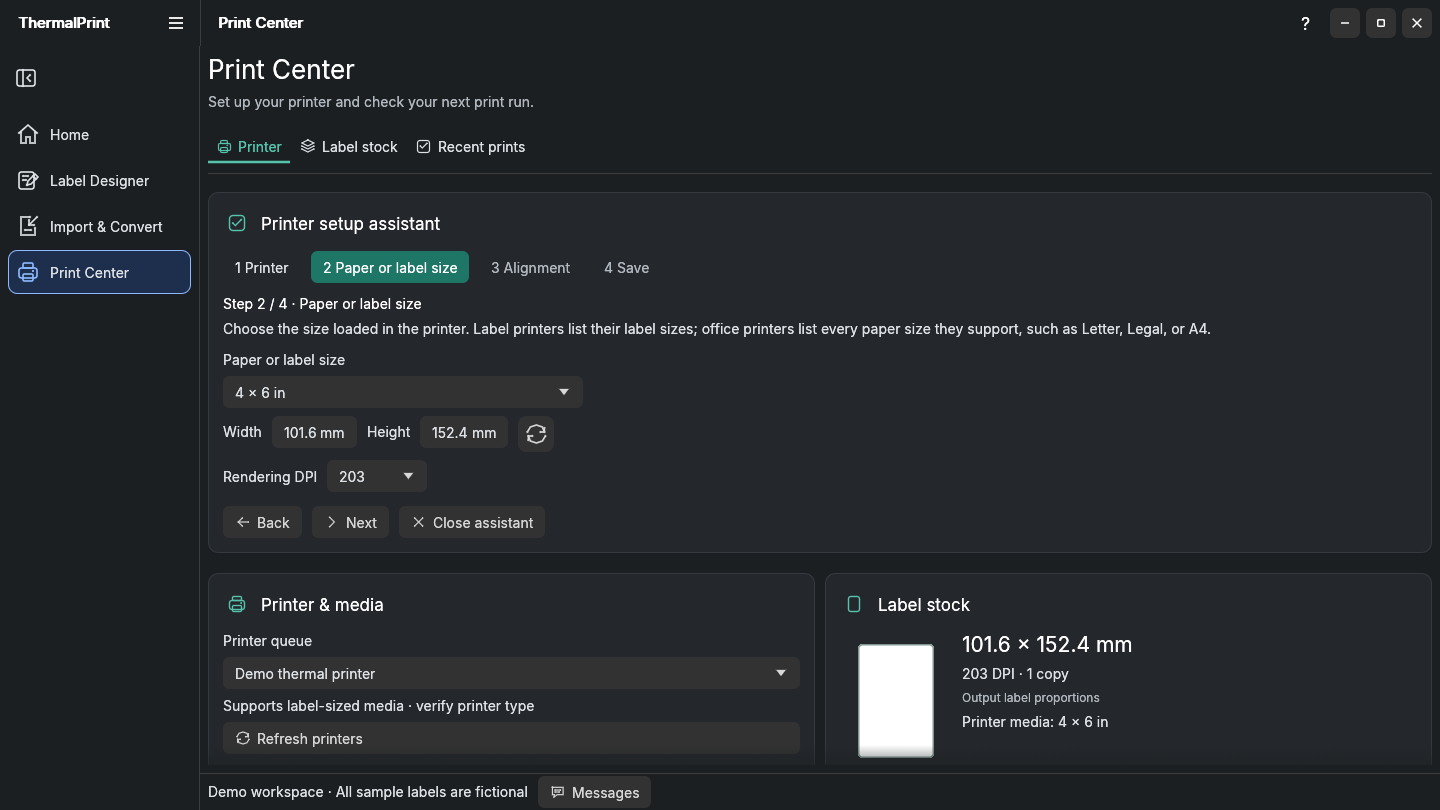 ThermalPrint
Print Center
?
Home
Label Designer
Import & Convert
Print Center
Print Center
Set up your printer and check your next print run.
Printer
Label stock
Recent prints
Printer setup assistant
1 Printer
2 Paper or label size
3 Alignment
4 Save
Step 2 / 4 · Paper or label size
Choose the size loaded in the printer. Label printers list their label sizes; office printers list every paper size they support, such as Letter, Legal, or A4.
Paper or label size
4 × 6 in
Width 101.6 mm Height 152.4 mm
Rendering DPI 203
Back
Next
Close assistant
Printer & media
Printer queue
Demo thermal printer
Supports label-sized media · verify printer type
Refresh printers
Label stock
101.6 × 152.4 mm
203 DPI · 1 copy
Output label proportions
Printer media: 4 × 6 in
Demo workspace · All sample labels are fictional
Messages